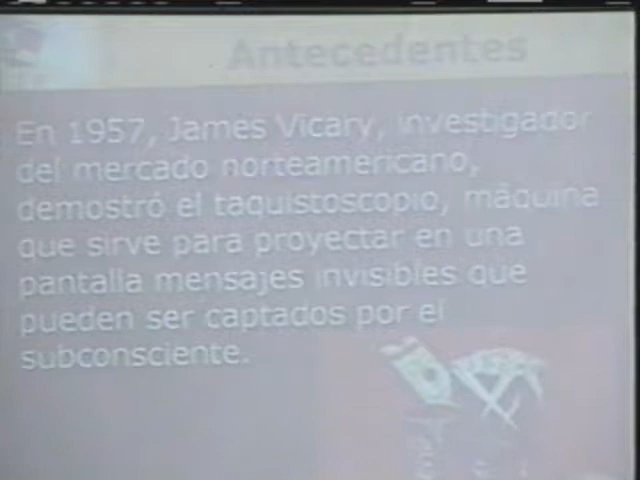 Antecedentes
En 1957, James Vicary, investigador
del mercado norteamericano,
demostró el taquistoscopio, máquina
que sirve para proyectar en una
pantalla mensajes invisibles que
pueden ser captados por el
subconsciente.